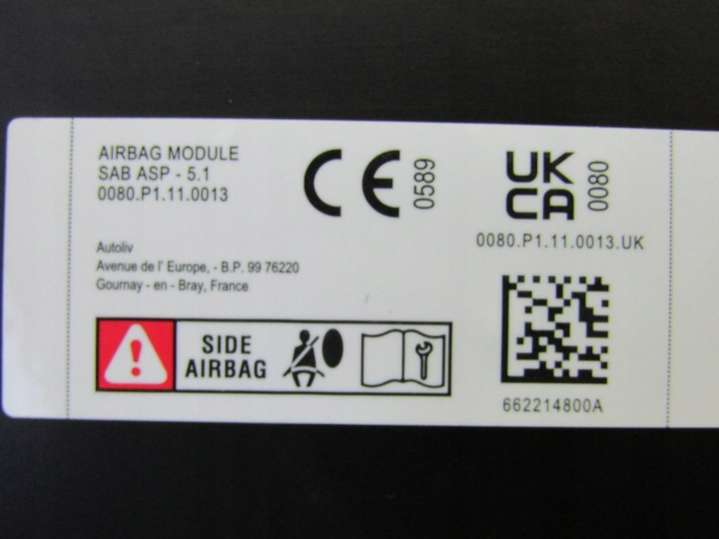 AIRBAG MODULE
SAB ASP - 5.1
0080.P1.11.0013
CE 0589
UK
CA 0080
0080.P1.11.0013.UK
Autoliv
Avenue de l' Europe, - B.P. 99 76220
Gournay - en - Bray, France
SIDE
AIRBAG
662214800A